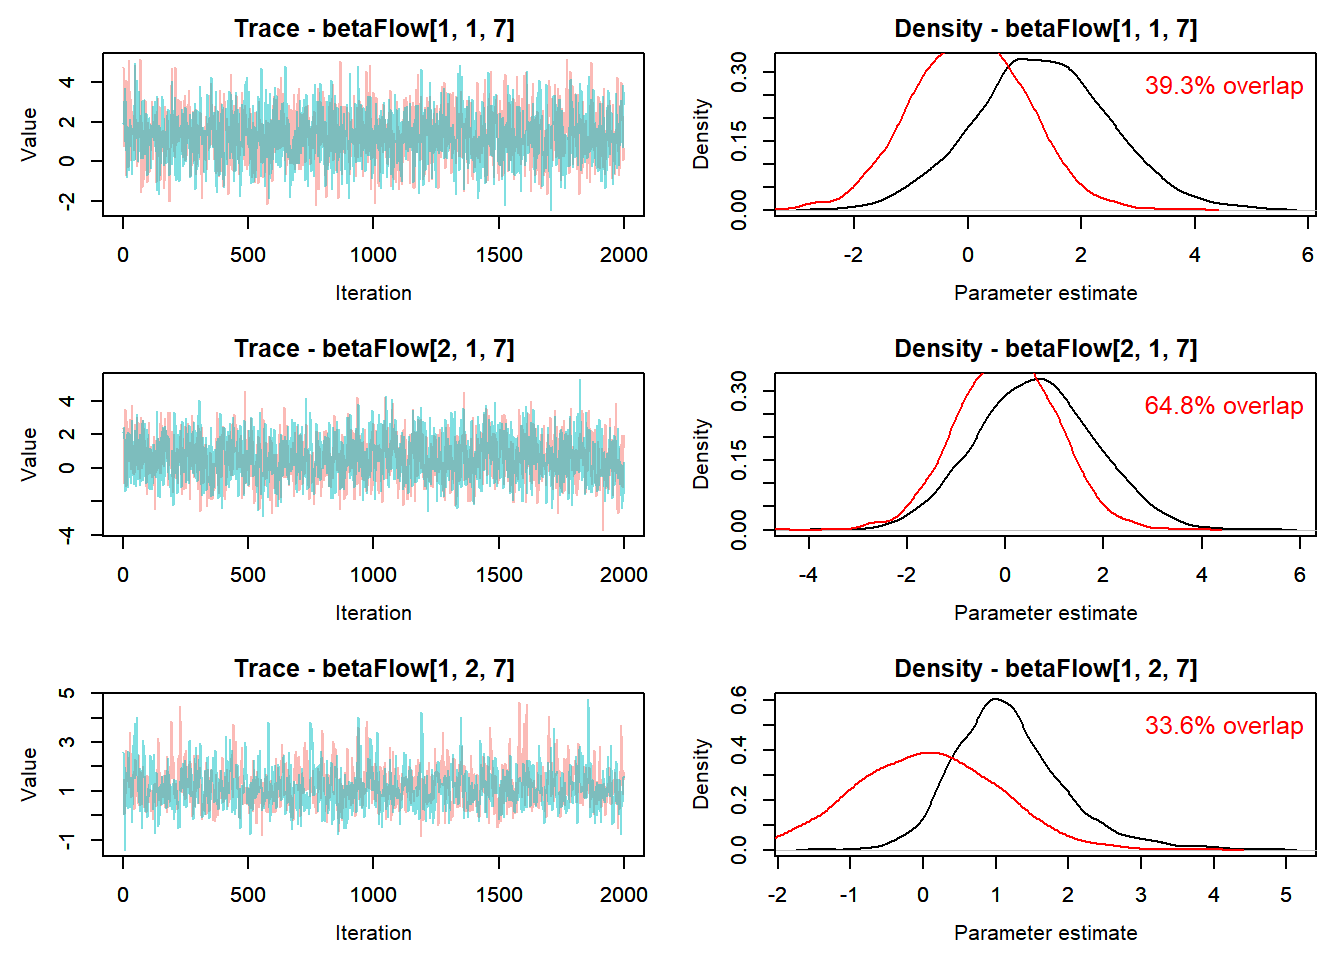 Trace - betaFlow[1, 1, 7]
Value
-2 0 2 4
0 500 1000 1500 2000
Iteration
Density - betaFlow[1, 1, 7]
39.3% overlap
Density
0.00 0.15 0.30
-2 0 2 4 6
Parameter estimate
Trace - betaFlow[2, 1, 7]
Value
-4 0 2 4
0 500 1000 1500 2000
Iteration
Density - betaFlow[2, 1, 7]
64.8% overlap
Density
0.00 0.15 0.30
-4 -2 0 2 4 6
Parameter estimate
Trace - betaFlow[1, 2, 7]
Value
-1 1 3 5
0 500 1000 1500 2000
Iteration
Density - betaFlow[1, 2, 7]
33.6% overlap
Density
0.0 0.2 0.4 0.6
-2 -1 0 1 2 3 4 5
Parameter estimate